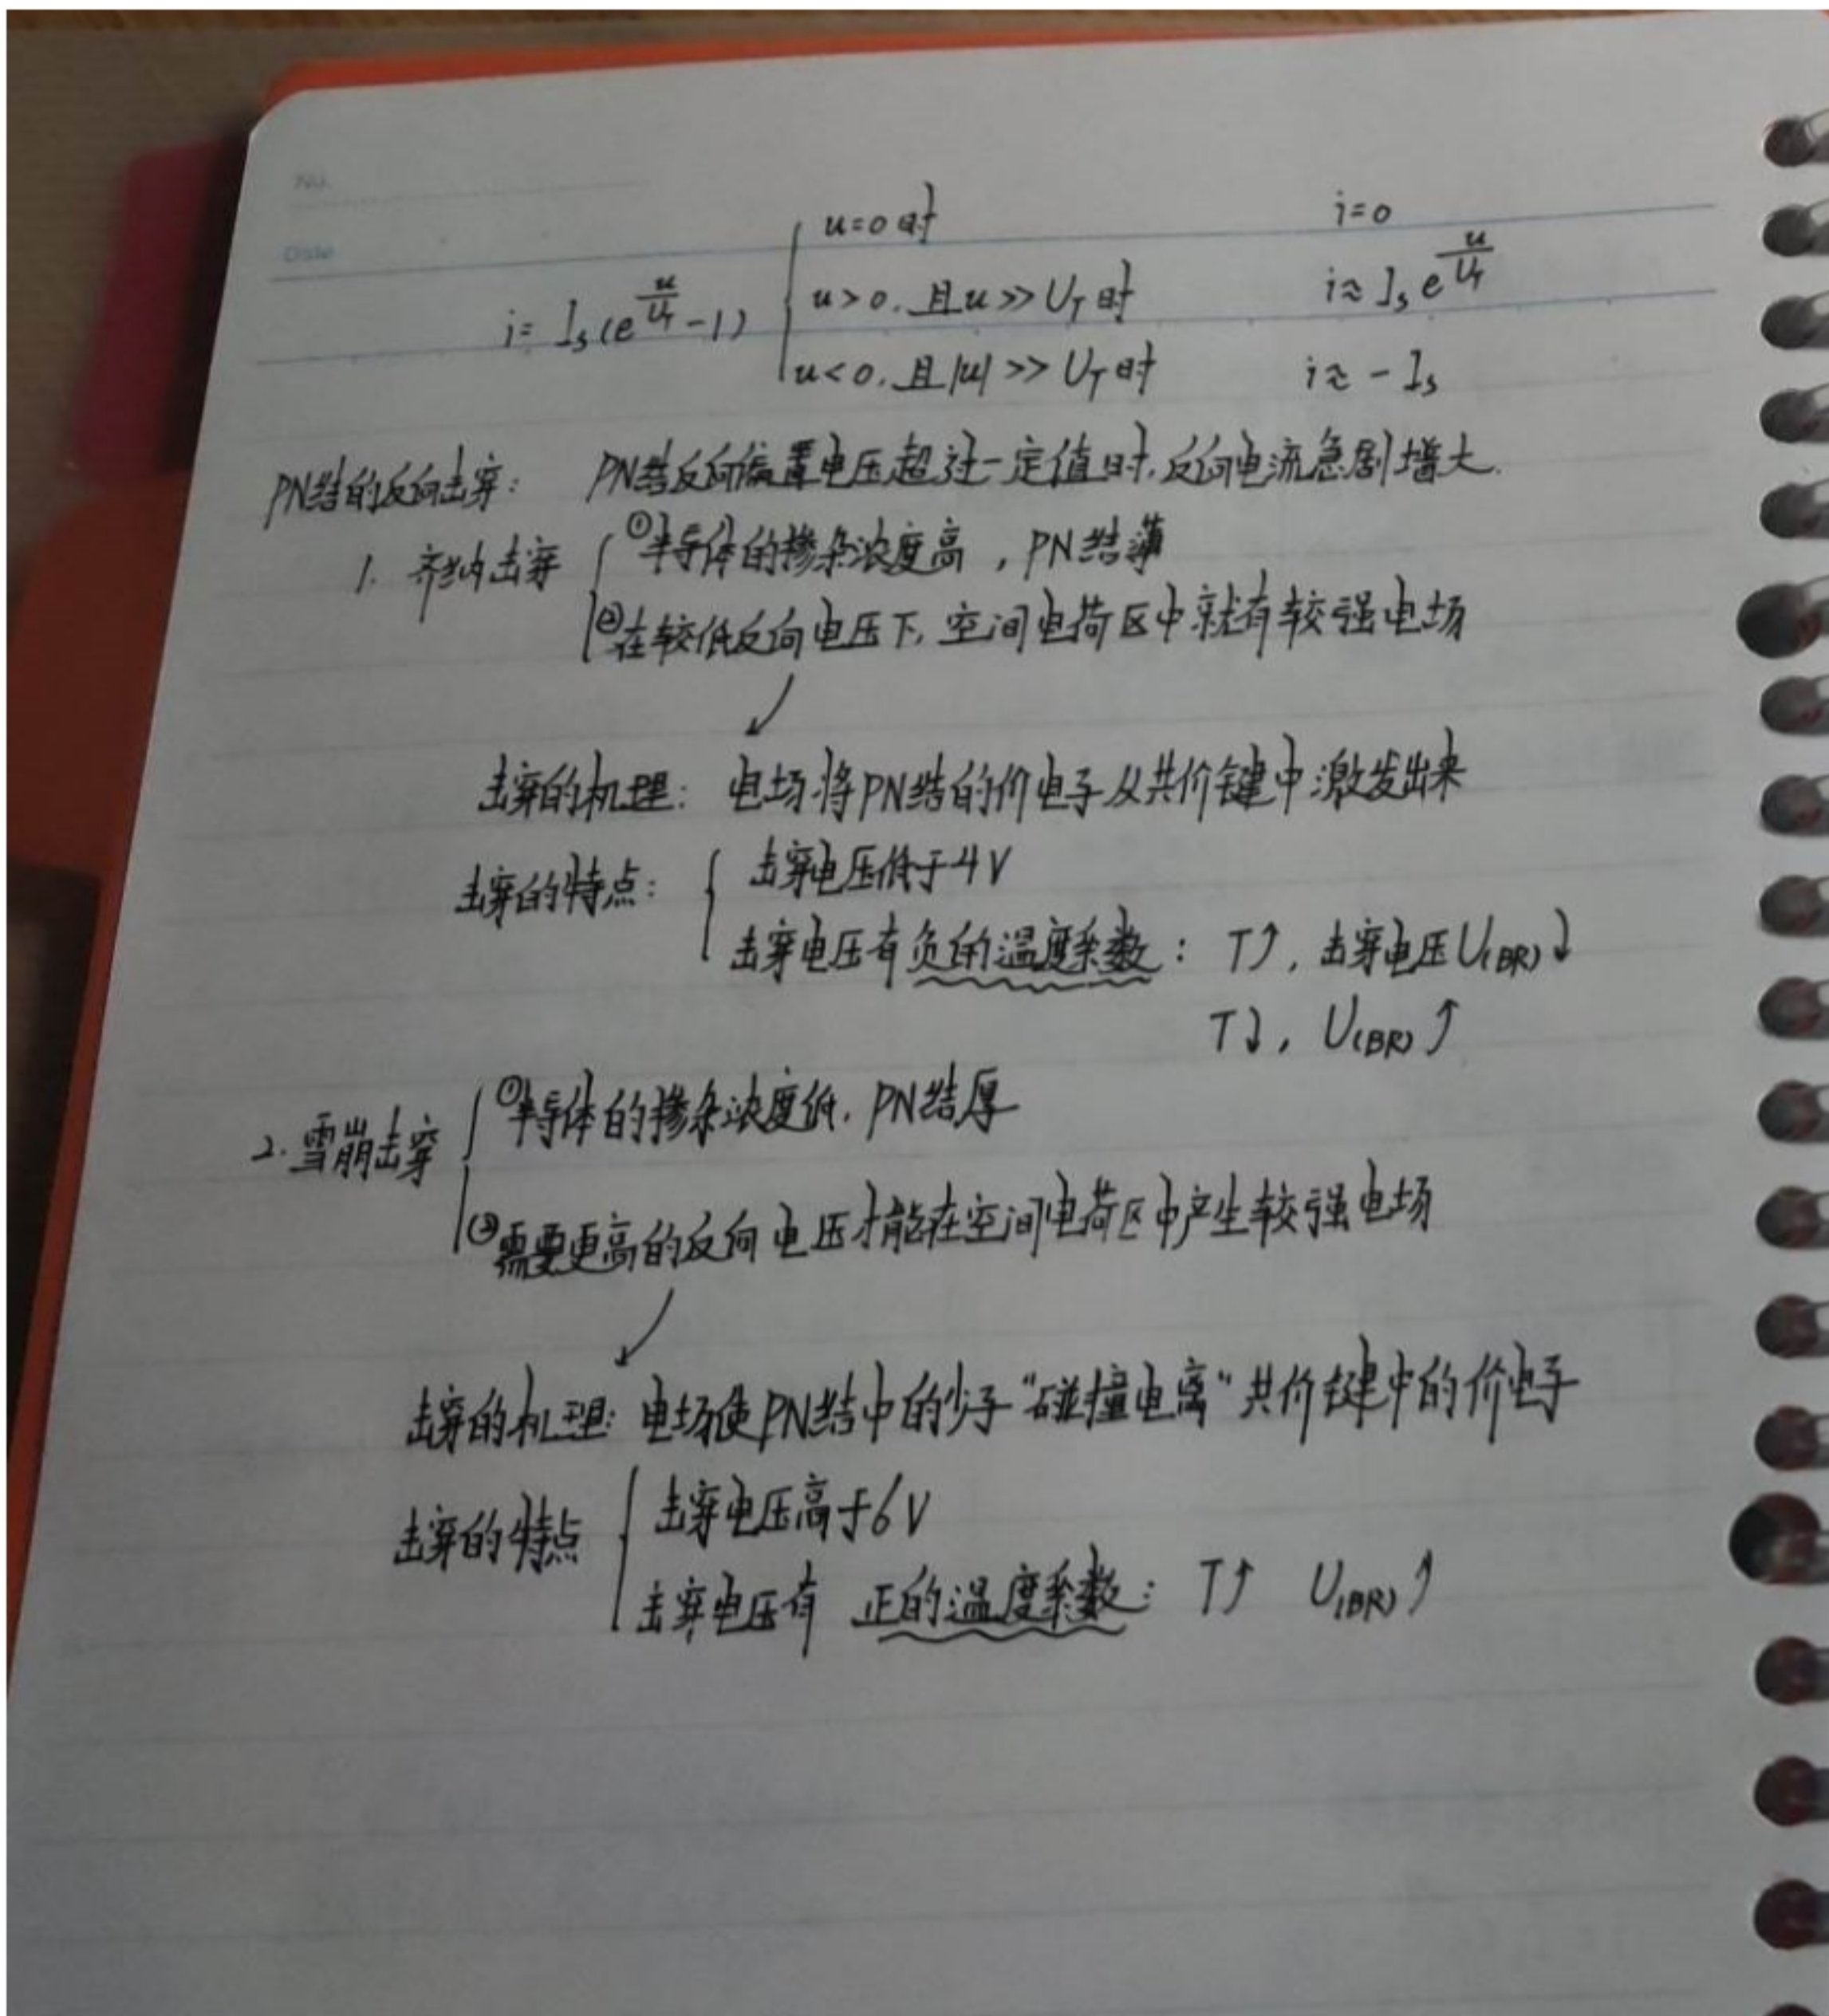 No.
Date
u=0时 i=0
i= Is(e^{u/U_T}-1) u>0.且u>>U_T时 i≈Is e^{u/U_T}
u<0.且|u|>>U_T时 i≈-Is
PN结的反向击穿: PN结反向偏置电压超过一定值时.反向电流急剧增大.
1. 齐纳击穿 ①半导体的掺杂浓度高,PN结薄
②在较低反向电压下,空间电荷区中就有较强电场
↙
击穿的机理: 电场将PN结的价电子从共价键中激发出来
击穿的特点: 击穿电压低于4V
击穿电压有负的温度系数: T↑,击穿电压U(BR)↓
T↓,U(BR)↑
2.雪崩击穿 ①半导体的掺杂浓度低.PN结厚
②需要更高的反向电压才能在空间电荷区中产生较强电场
↙
击穿的机理: 电场使PN结中的少子“碰撞电离”共价键中的价电子
击穿的特点 击穿电压高于6V
击穿电压有 正的温度系数: T↑ U(BR)↑